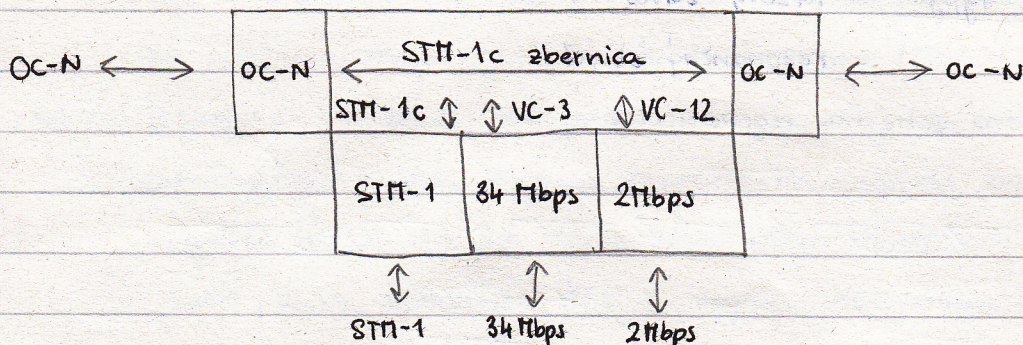 STM-1c zbernica
OC-N OC-N OC-N OC-N
STM-1c VC-3 VC-12
STM-1 34 Mbps 2Mbps
STM-1 34 Mbps 2Mbps